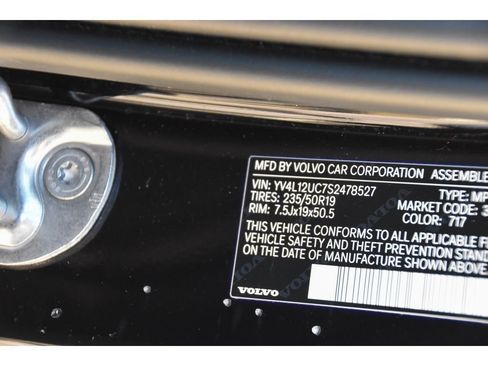 MFD BY VOLVO CAR CORPORATION ASSEMBLE
VIN: YV4L12UC7S2478527 TYPE: MP
TIRES: 235/50R19 MARKET CODE: 3
RIM: 7.5Jx19x50.5 COLOR: 717
THIS VEHICLE CONFORMS TO ALL APPLICABLE F
VEHICLE SAFETY AND THEFT PREVENTION STAND
ON THE DATE OF MANUFACTURE SHOWN ABOVE.
VOLVO